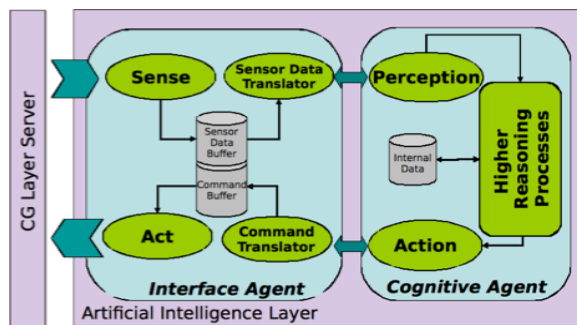 CG Layer Server
Sense
Sensor Data
Translator
Perception
Sensor
Data
Buffer
Command
Buffer
Internal
Data
Higher
Reasoning
Processes
Act
Command
Translator
Action
Interface Agent
Cognitive Agent
Artificial Intelligence Layer